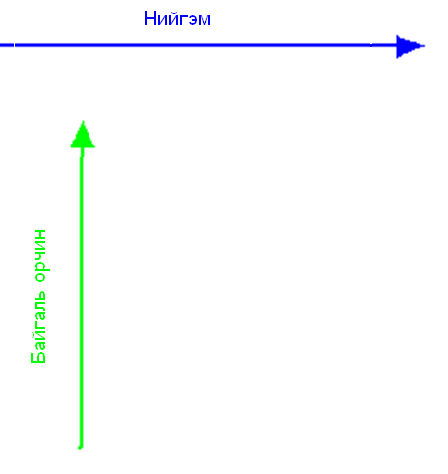 Нийгэм
Байгаль орчин